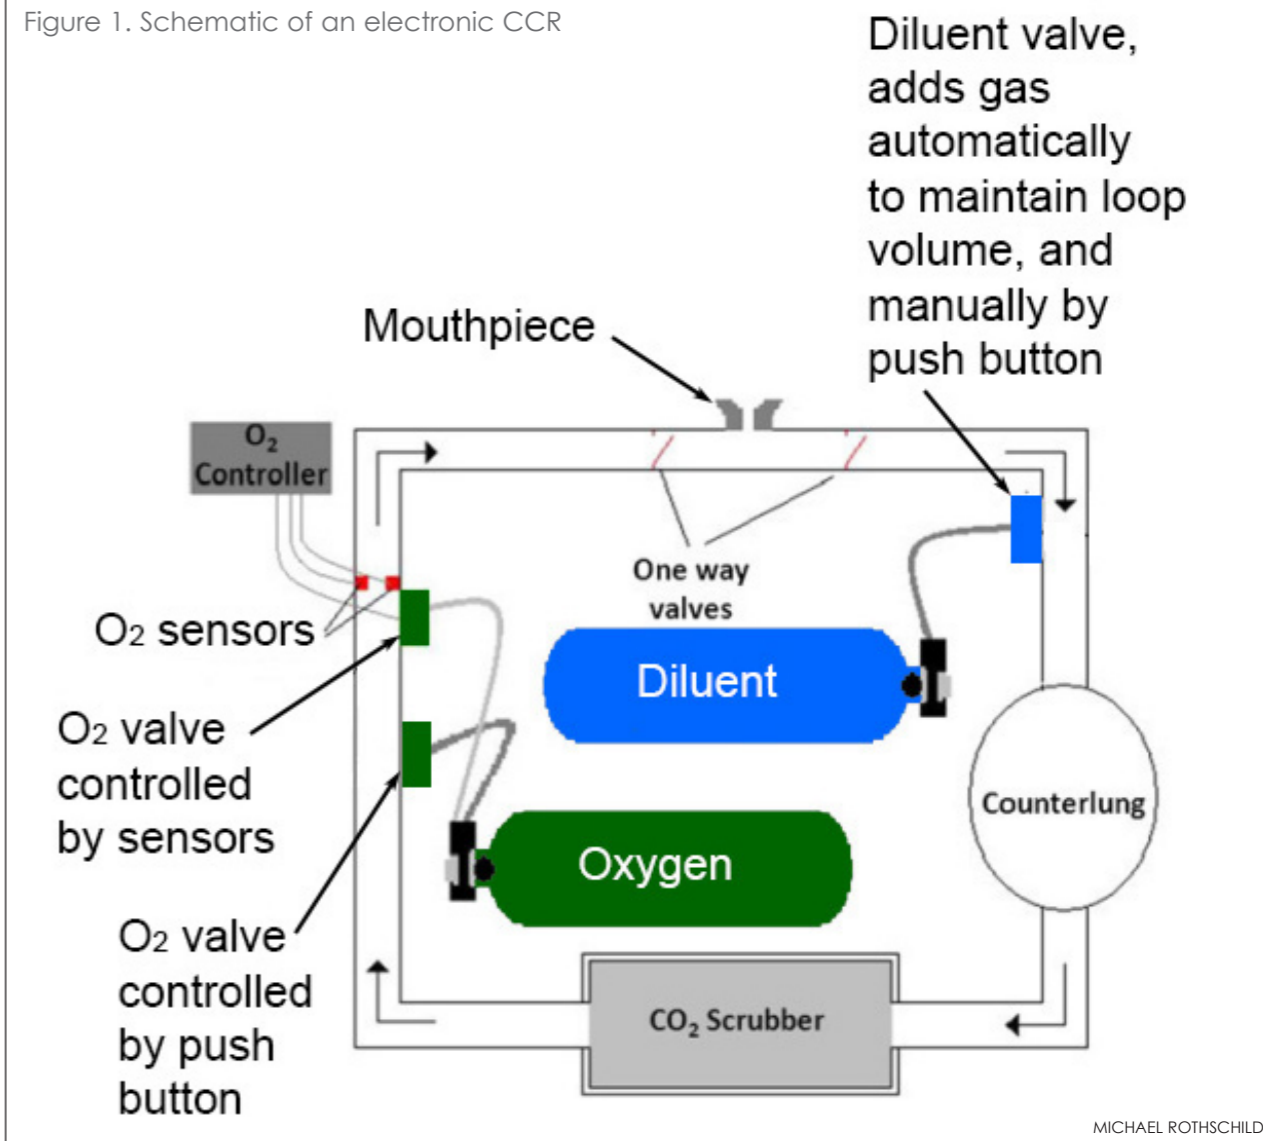 Figure 1. Schematic of an electronic CCR
Diluent valve,
adds gas
automatically
to maintain loop
volume, and
manually by
push button
Mouthpiece
O₂
Controller
One way
valves
O₂ sensors
Diluent
O₂ valve
controlled
by sensors
Counterlung
Oxygen
O₂ valve
controlled
by push
button
CO₂ Scrubber
MICHAEL ROTHSCHILD